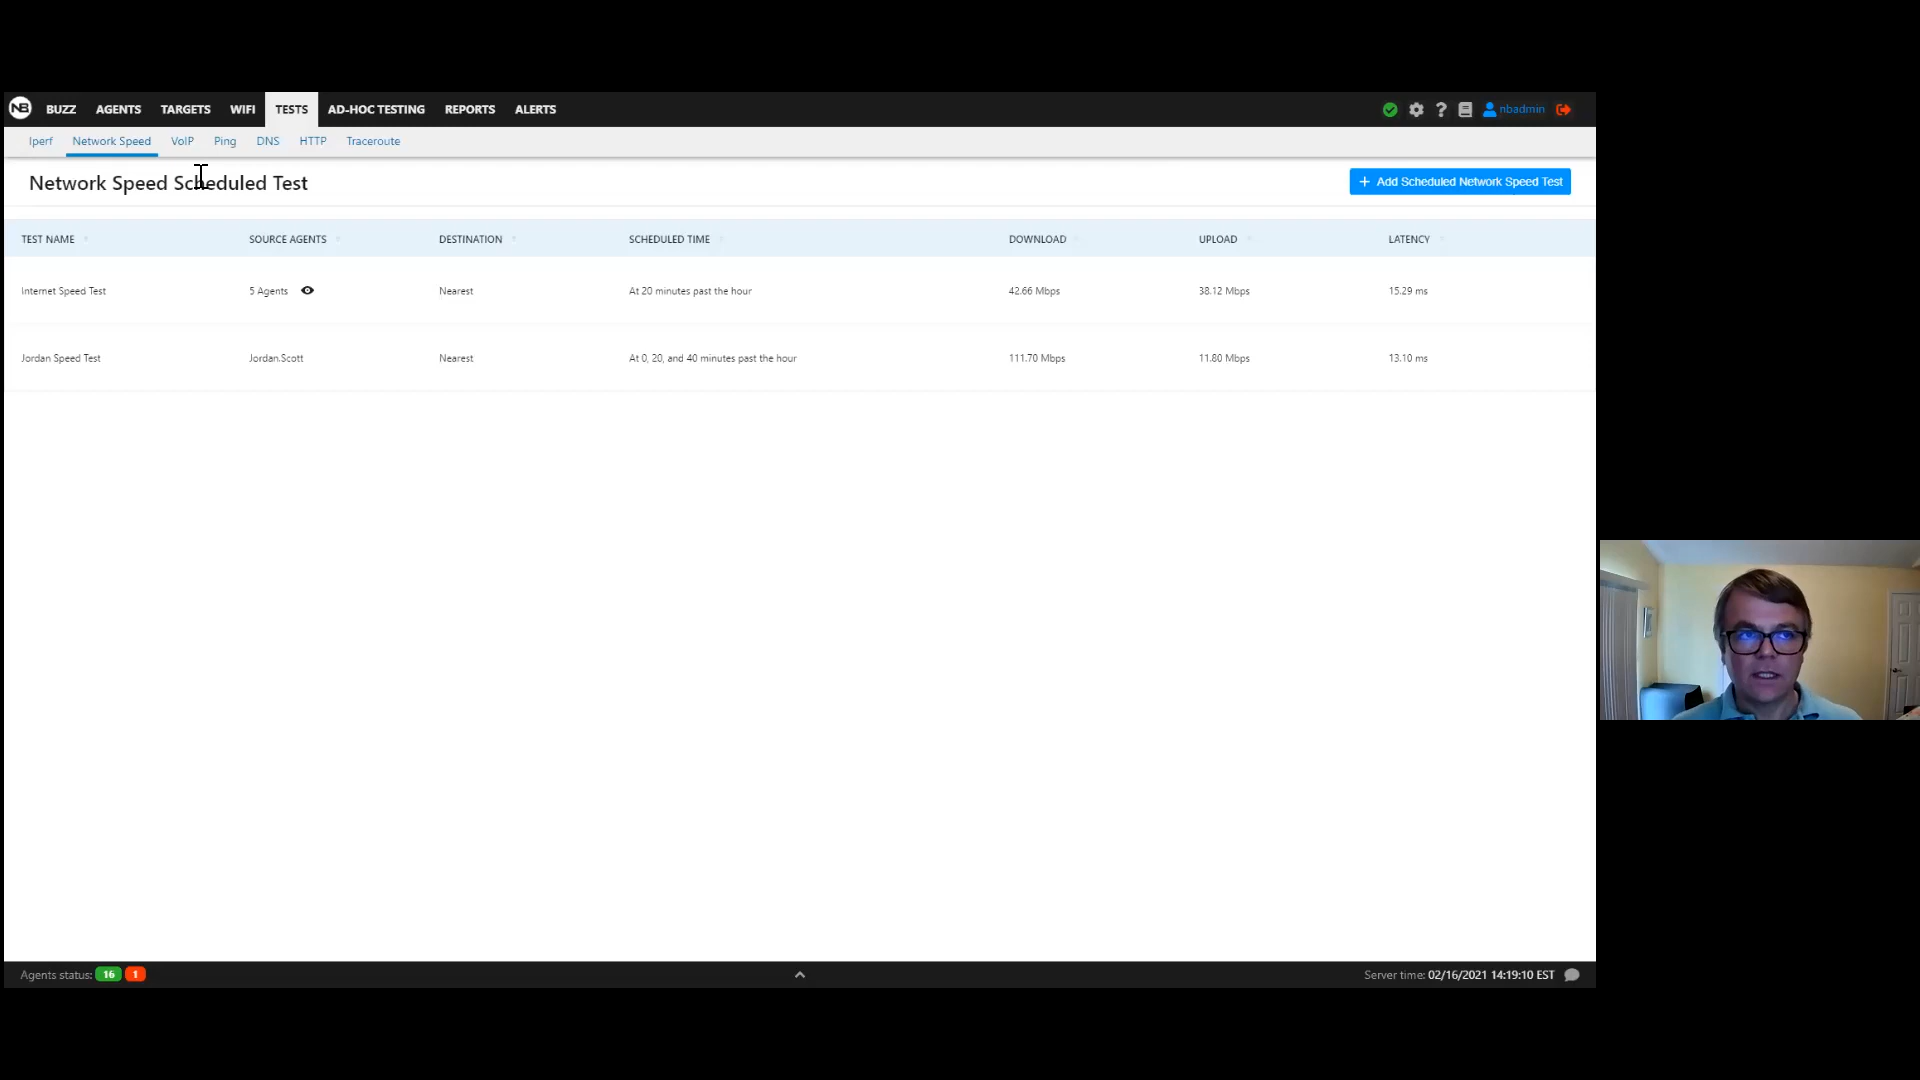 NB BUZZ AGENTS TARGETS WIFI TESTS AD-HOC TESTING REPORTS ALERTS ? nbadmin
Iperf Network Speed VoIP Ping DNS HTTP Traceroute
Network Speed Scheduled Test + Add Scheduled Network Speed Test
TEST NAME SOURCE AGENTS DESTINATION SCHEDULED TIME DOWNLOAD UPLOAD LATENCY
Internet Speed Test 5 Agents Nearest At 20 minutes past the hour 42.66 Mbps 38.12 Mbps 15.29 ms
Jordan Speed Test Jordan.Scott Nearest At 0, 20, and 40 minutes past the hour 111.70 Mbps 11.80 Mbps 13.10 ms
Agents status: 16 1 Server time: 02/16/2021 14:19:10 EST